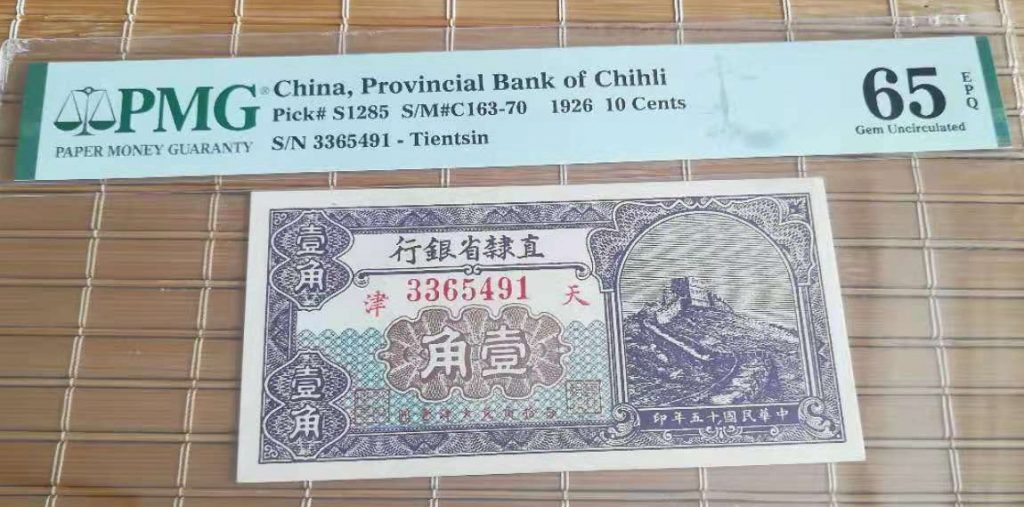 PMG® China, Provincial Bank of Chihli
Pick# S1285 S/M#C163-70 1926 10 Cents
PAPER MONEY GUARANTY S/N 3365491 - Tientsin
65 EPQ
Gem Uncirculated
行銀省隸直
壹角
津 3365491 天
角壹
壹角
印年五十國民華中